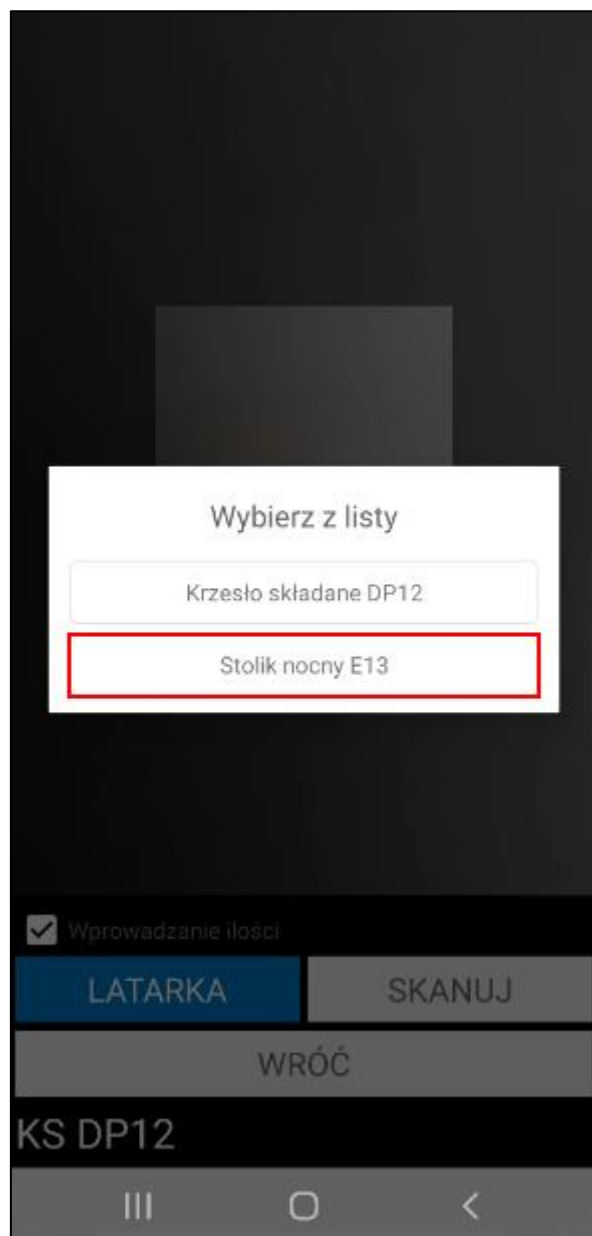 Wybierz z listy
Krzesło składane DP12
Stolik nocny E13
Wprowadzanie ilości
LATARKA SKANUJ
WRÓĆ
KS DP12